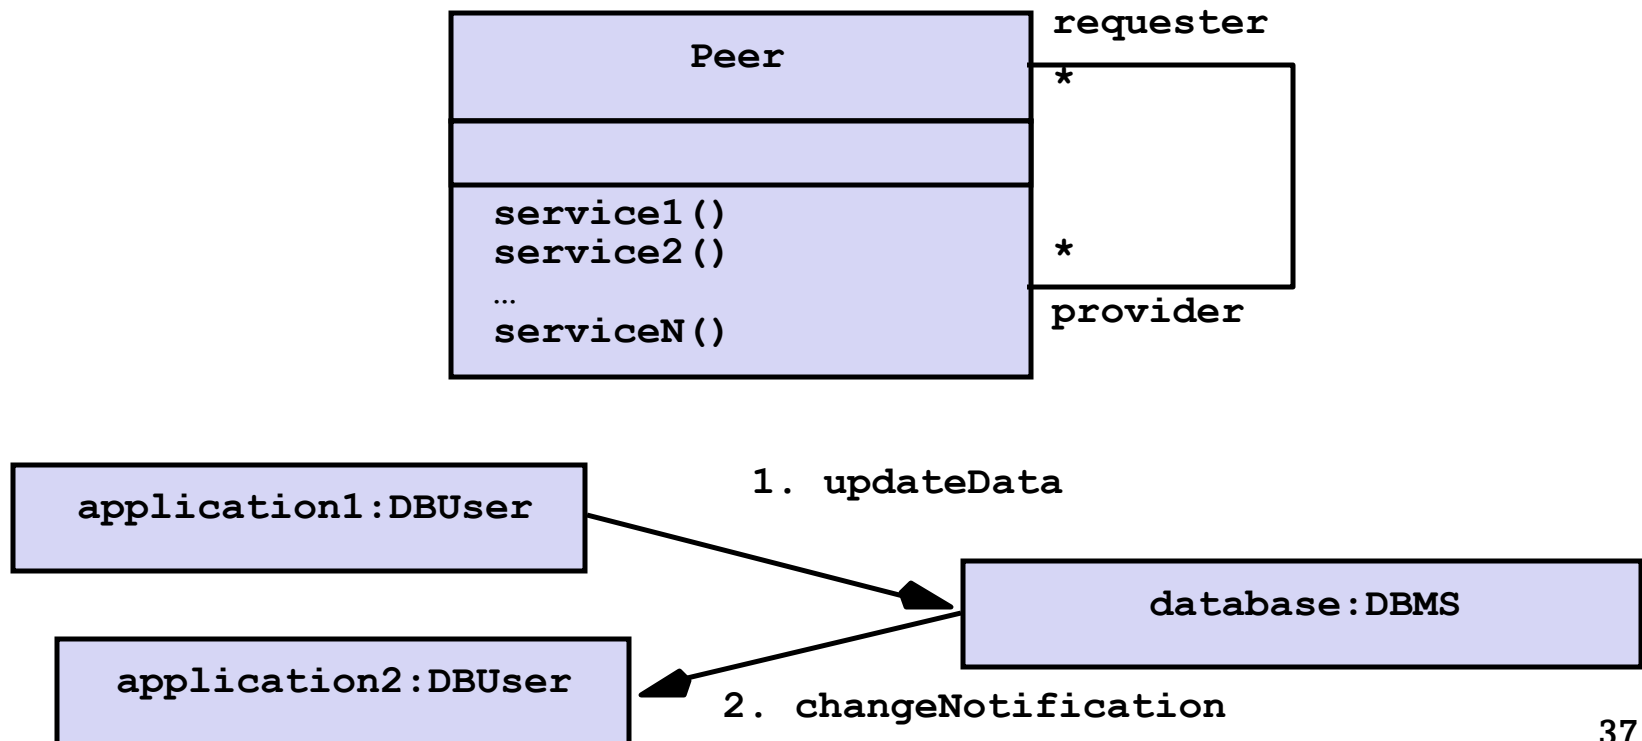 requester
Peer
*
service1()
service2()
*
…
provider
serviceN()
1. updateData
application1:DBUser
database:DBMS
application2:DBUser
2. changeNotification
37